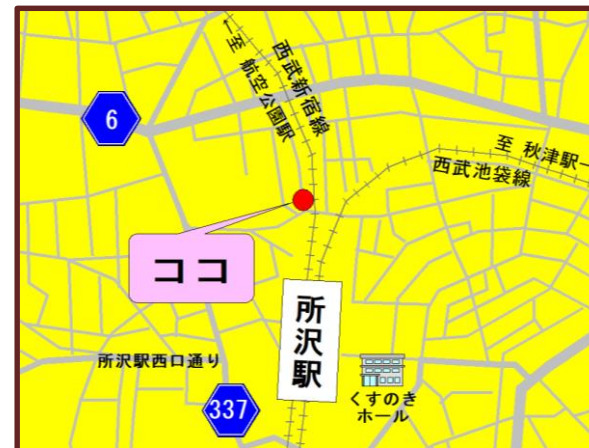 ←至 航空公園駅
西武新宿線
6
至 秋津駅→
西武池袋線
ココ
所沢駅
所沢駅西口通り
337
くすのき
ホール